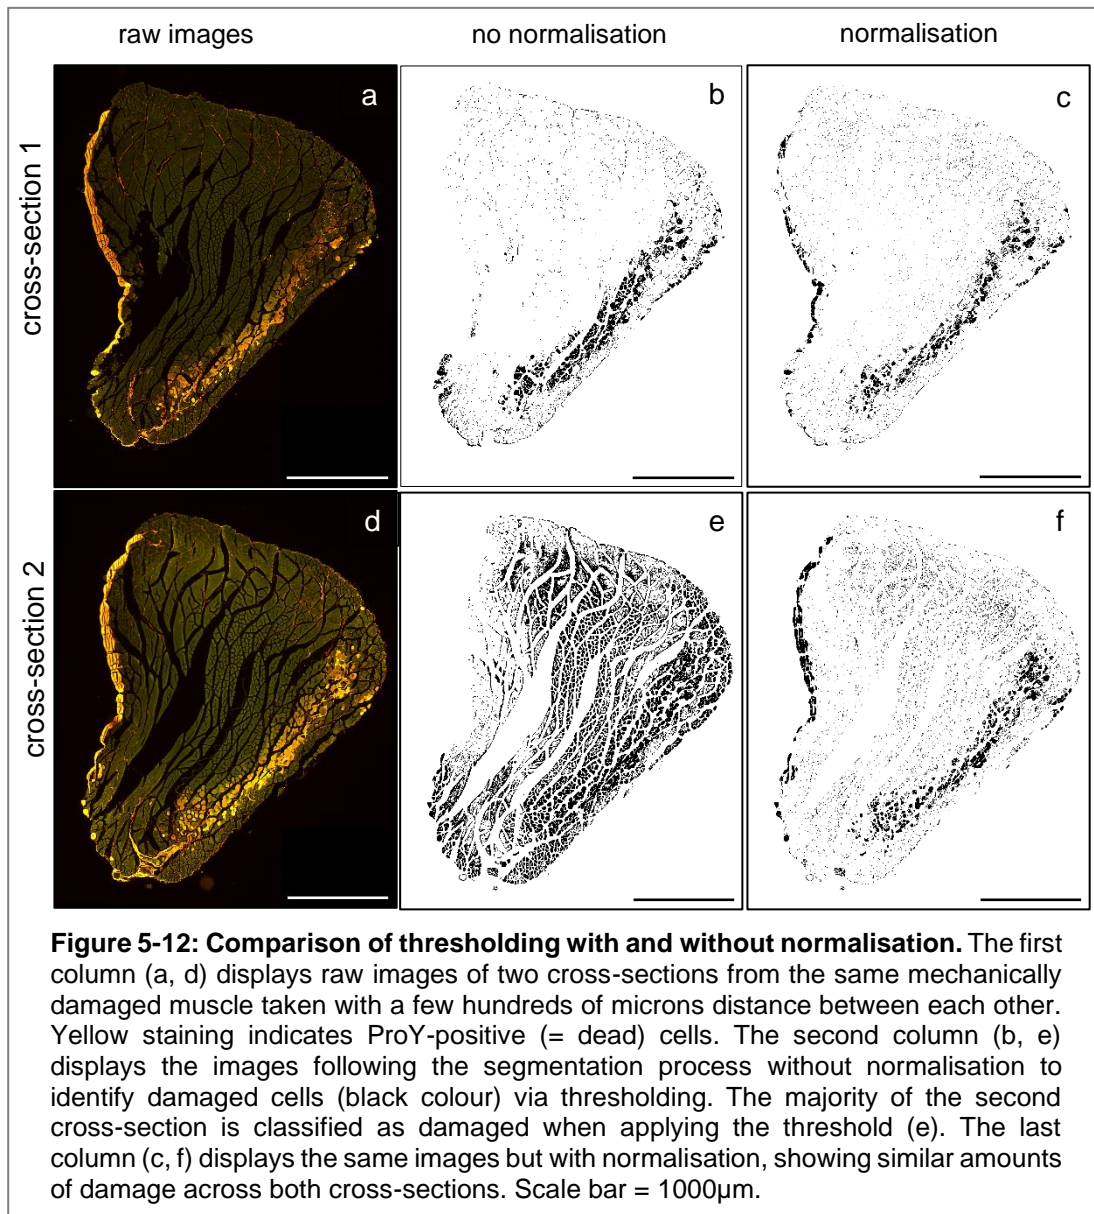 raw images
no normalisation
normalisation
cross-section 1
a
b
c
cross-section 2
d
e
f
Figure 5-12: Comparison of thresholding with and without normalisation. The first
column (a, d) displays raw images of two cross-sections from the same mechanically
damaged muscle taken with a few hundreds of microns distance between each other.
Yellow staining indicates ProY-positive (= dead) cells. The second column (b, e)
displays the images following the segmentation process without normalisation to
identify damaged cells (black colour) via thresholding. The majority of the second
cross-section is classified as damaged when applying the threshold (e). The last
column (c, f) displays the same images but with normalisation, showing similar amounts
of damage across both cross-sections. Scale bar = 1000µm.